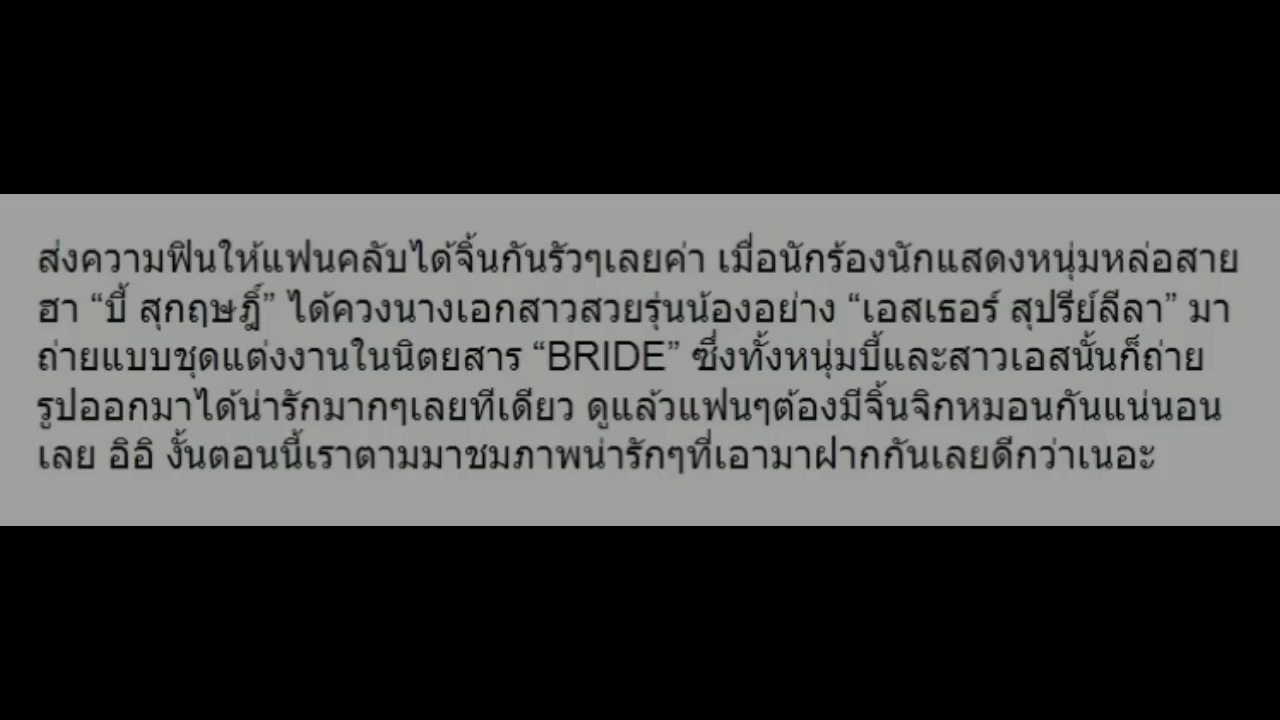 ส่งความฟินให้แฟนคลับได้จิ้นกันรัวๆเลยค่า เมื่อนักร้องนักแสดงหนุ่มหล่อสาย
ฮา “บี้ สุกฤษฎิ์” ได้ควงนางเอกสาวสวยรุ่นน้องอย่าง “เอสเธอร์ สุปรีย์ลีลา” มา
ถ่ายแบบชุดแต่งงานในนิตยสาร “BRIDE” ซึ่งทั้งหนุ่มบี้และสาวเอสนั้นก็ถ่าย
รูปออกมาได้น่ารักมากๆเลยทีเดียว ดูแล้วแฟนๆต้องมีจิ้นจิกหมอนกันแน่นอน
เลย อิอิ งั้นตอนนี้เราตามมาชมภาพน่ารักๆที่เอามาฝากกันเลยดีกว่าเนอะ